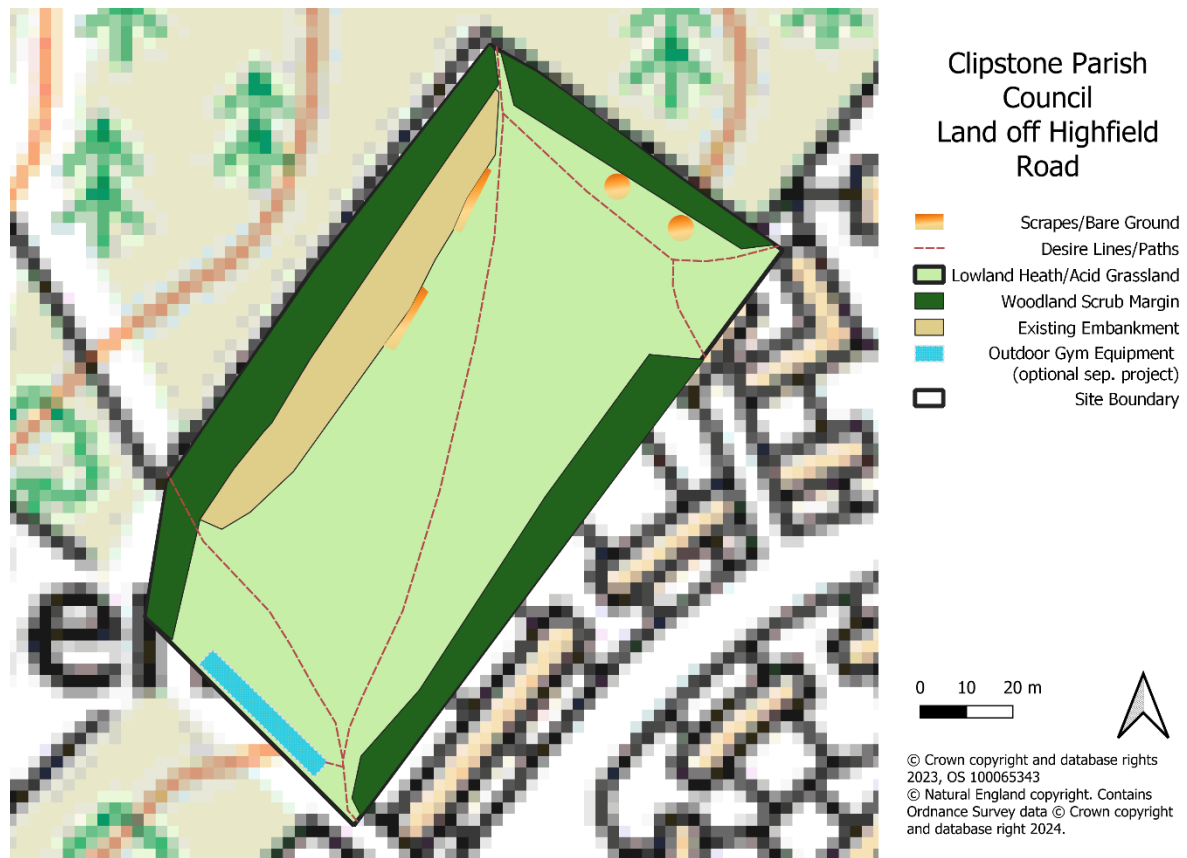 Clipstone Parish
Council
Land off Highfield
Road
Scrapes/Bare Ground
Desire Lines/Paths
Lowland Heath/Acid Grassland
Woodland Scrub Margin
Existing Embankment
Outdoor Gym Equipment
(optional sep. project)
Site Boundary
0 10 20 m
© Crown copyright and database rights
2023, OS 100065343
© Natural England copyright. Contains
Ordnance Survey data © Crown copyright
and database right 2024.